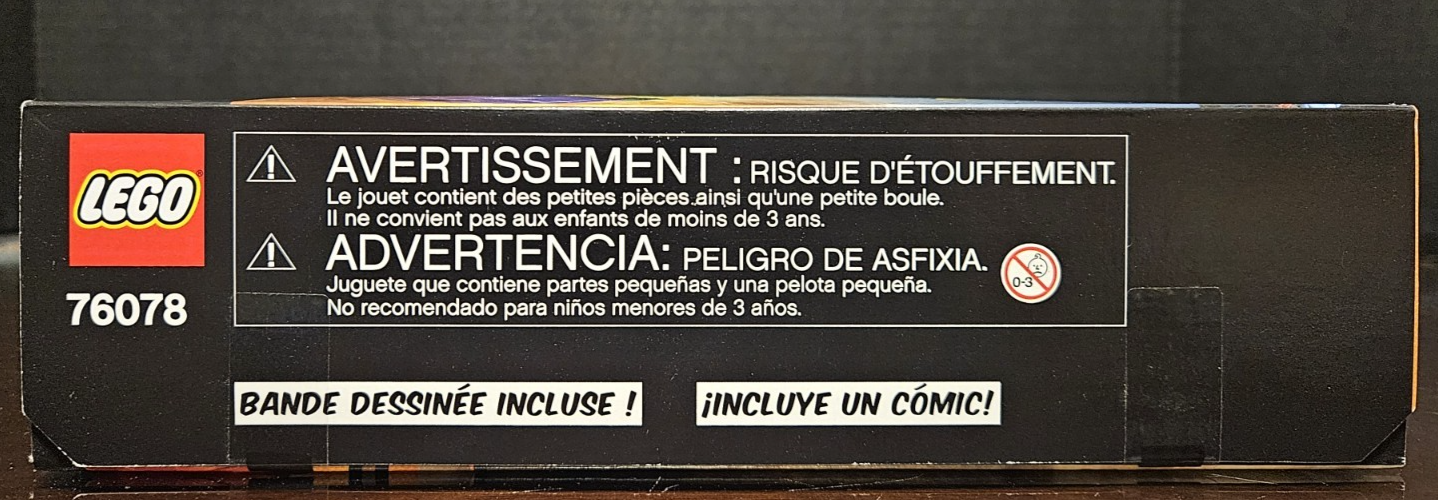 LEGO®
76078
AVERTISSEMENT : RISQUE D'ÉTOUFFEMENT.
Le jouet contient des petites pièces ainsi qu'une petite boule.
Il ne convient pas aux enfants de moins de 3 ans.
ADVERTENCIA: PELIGRO DE ASFIXIA.
Juguete que contiene partes pequeñas y una pelota pequeña.
No recomendado para niños menores de 3 años.
0-3
BANDE DESSINÉE INCLUSE !
¡INCLUYE UN CÓMIC!